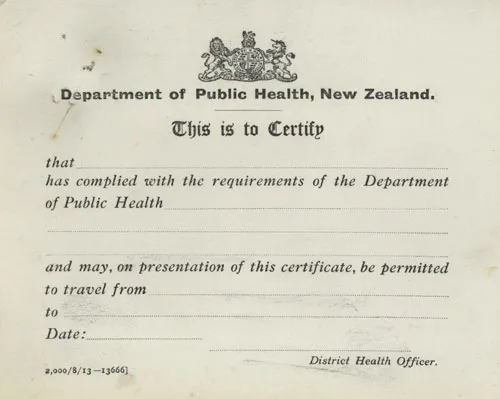 Department of Public Health, New Zealand.
This is to Certify
that
has complied with the requirements of the Department
of Public Health
and may, on presentation of this certificate, be permitted
to travel from
to
Date:
District Health Officer.
2,000/8/13—13666]